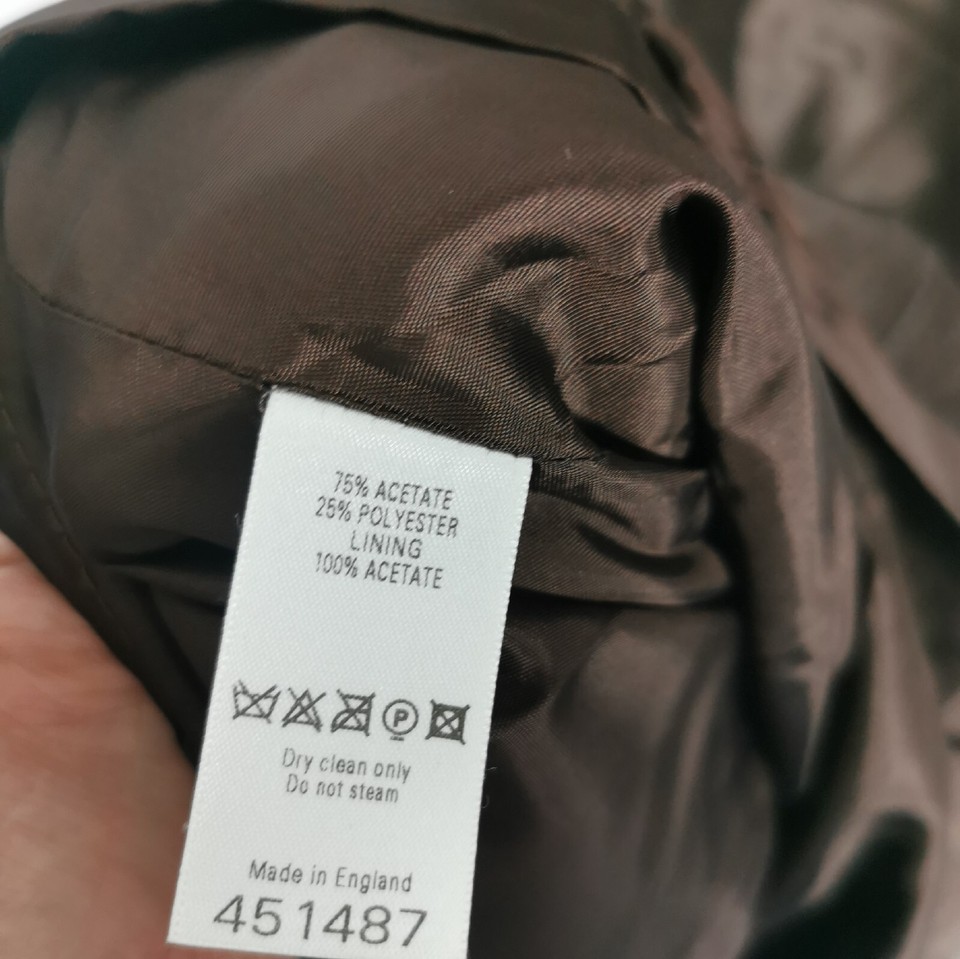 75% ACETATE
25% POLYESTER
LINING
100% ACETATE
P
Dry clean only
Do not steam
Made in England
451487